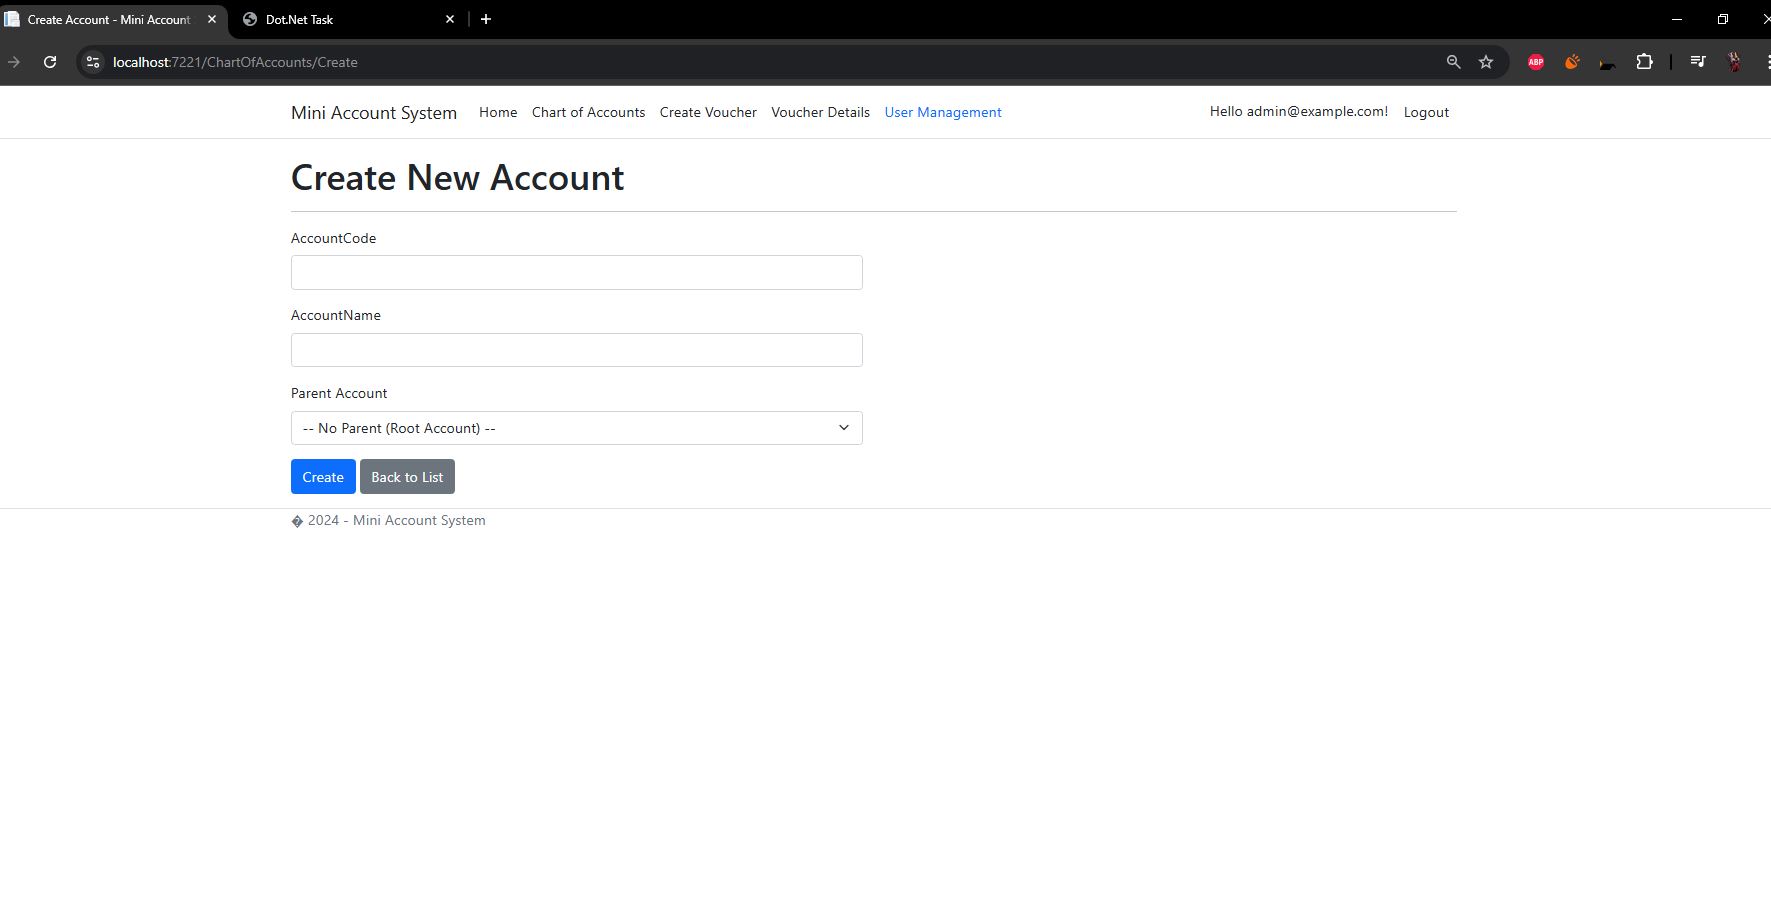 Create Account - Mini Account
Dot.Net Task
localhost:7221/ChartOfAccounts/Create
ABP
Mini Account System Home Chart of Accounts Create Voucher Voucher Details User Management Hello admin@example.com! Logout
Create New Account
AccountCode
AccountName
Parent Account
-- No Parent (Root Account) --
Create Back to List
� 2024 - Mini Account System